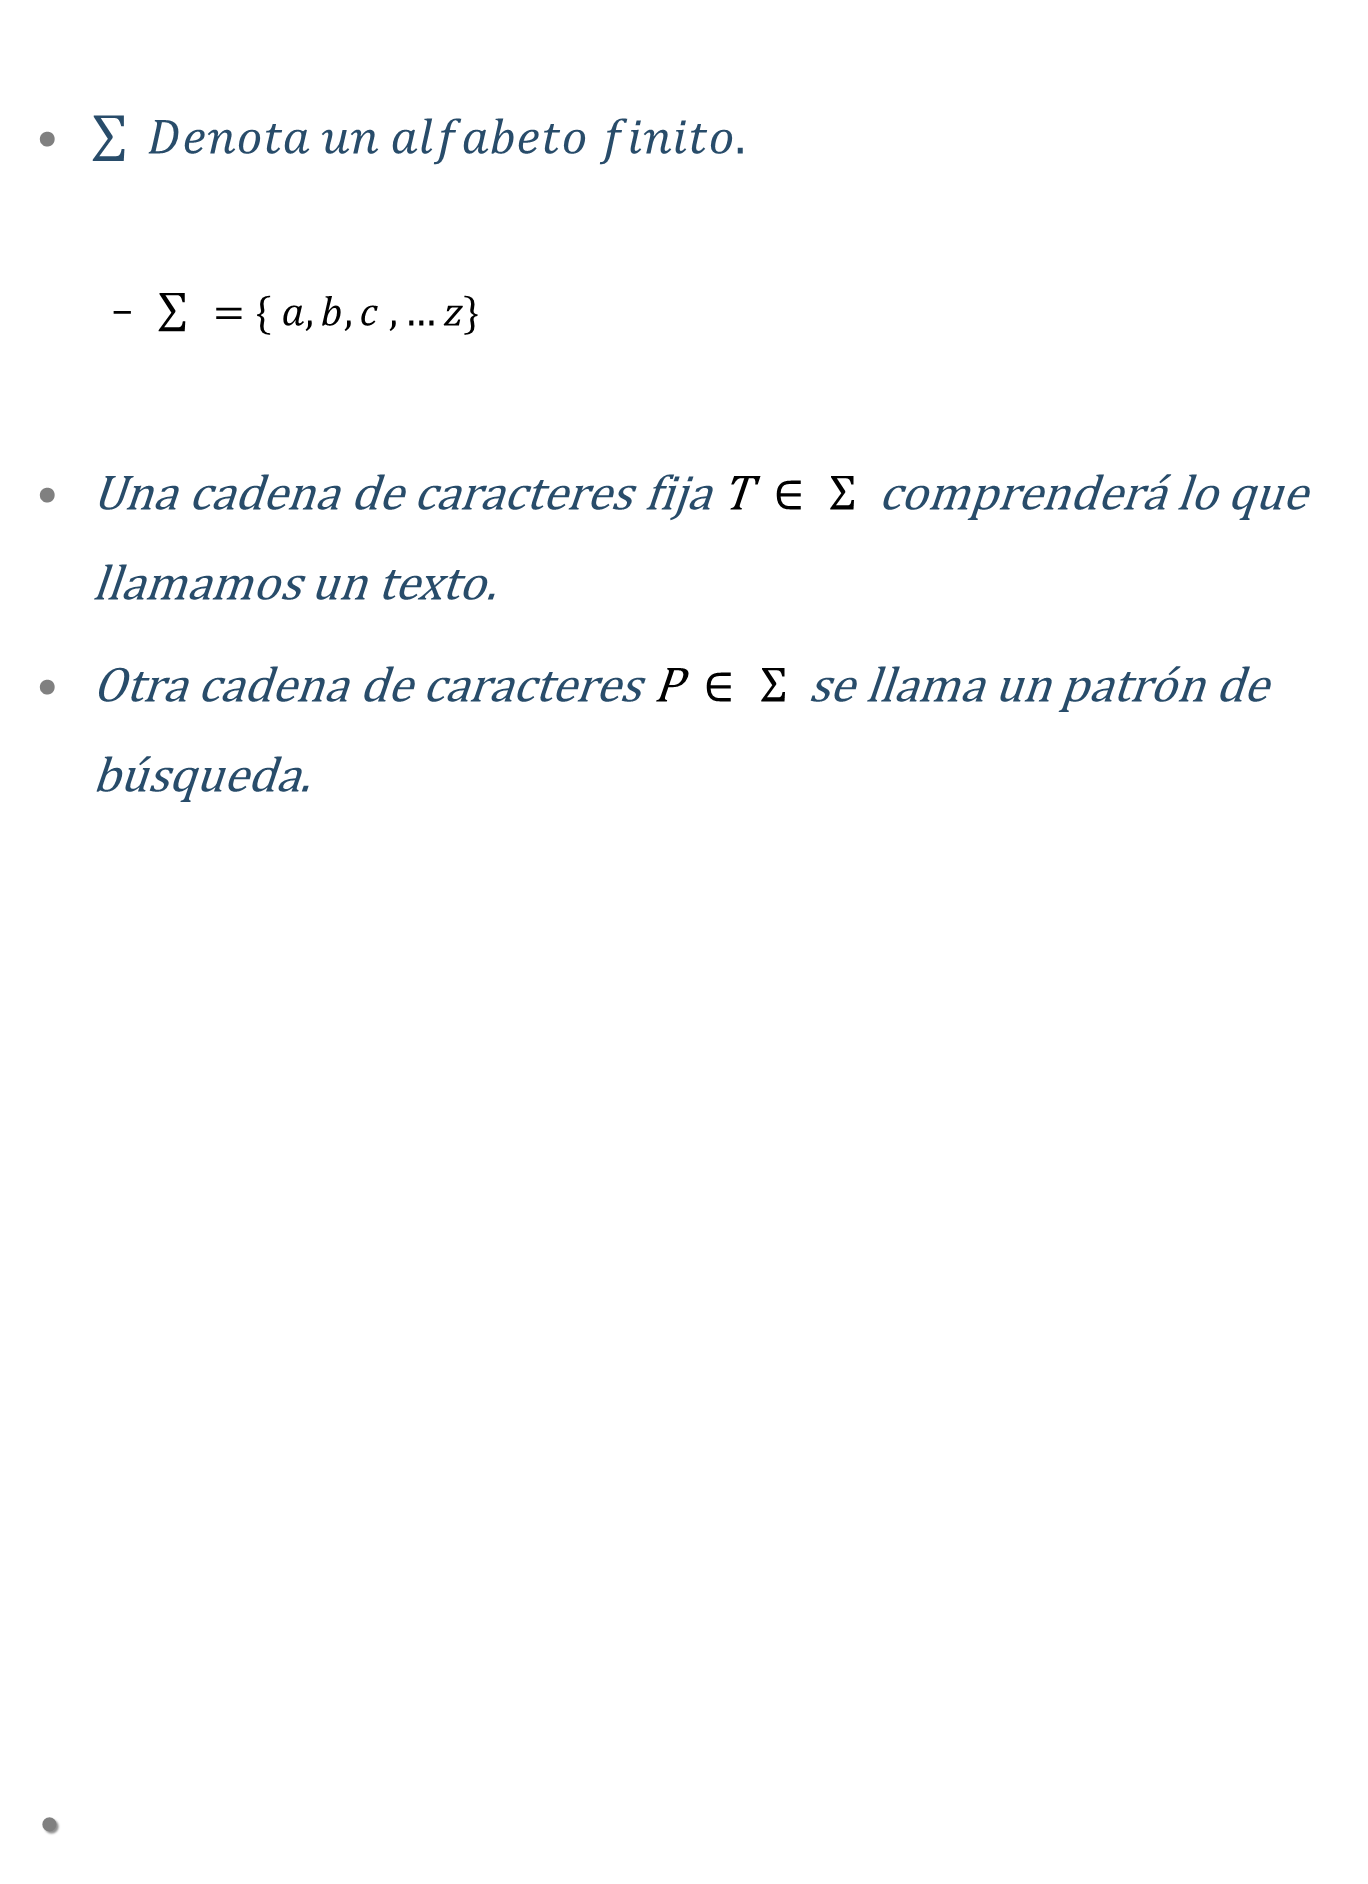 • ∑ Denota un alfabeto finito.
– ∑ = { a, b, c , … z}
• Una cadena de caracteres fija T ∈ Σ comprenderá lo que
llamamos un texto.
• Otra cadena de caracteres P ∈ Σ se llama un patrón de
búsqueda.
•